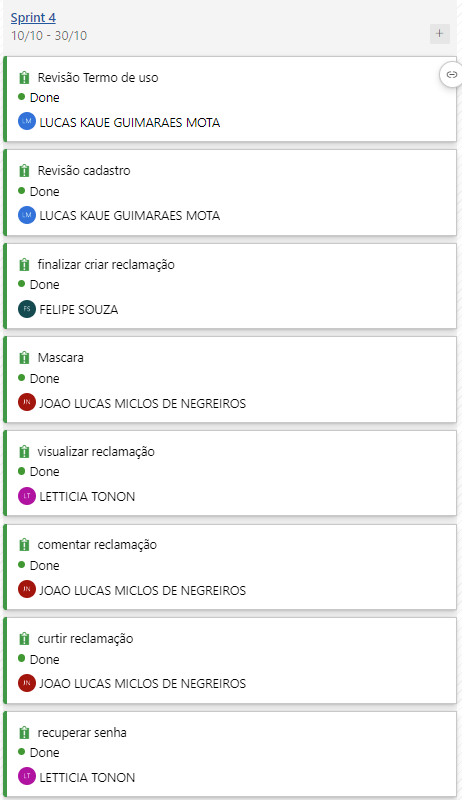 Sprint 4
10/10 - 30/10
+
Revisão Termo de uso
Done
LM LUCAS KAUE GUIMARAES MOTA
Revisão cadastro
Done
LM LUCAS KAUE GUIMARAES MOTA
finalizar criar reclamação
Done
FS FELIPE SOUZA
Mascara
Done
JN JOAO LUCAS MICLOS DE NEGREIROS
visualizar reclamação
Done
LT LETTICIA TONON
comentar reclamação
Done
JN JOAO LUCAS MICLOS DE NEGREIROS
curtir reclamação
Done
JN JOAO LUCAS MICLOS DE NEGREIROS
recuperar senha
Done
LT LETTICIA TONON